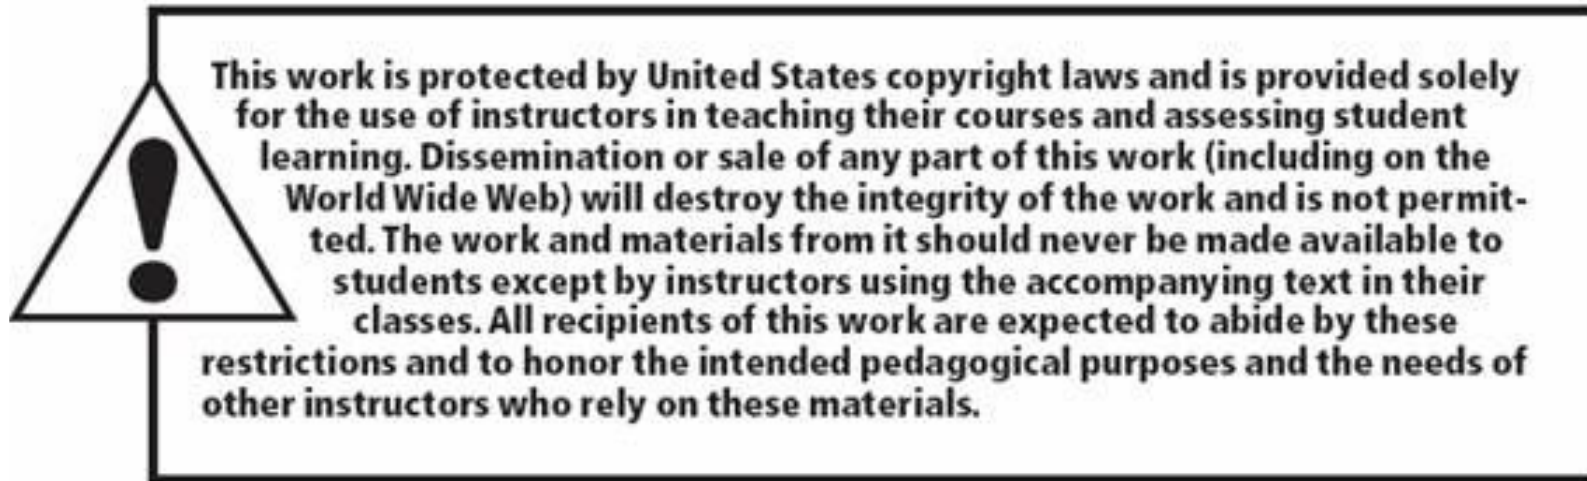 This work is protected by United States copyright laws and is provided solely
for the use of instructors in teaching their courses and assessing student
learning. Dissemination or sale of any part of this work (including on the
World Wide Web) will destroy the integrity of the work and is not permit-
ted. The work and materials from it should never be made available to
students except by instructors using the accompanying text in their
classes. All recipients of this work are expected to abide by these
restrictions and to honor the intended pedagogical purposes and the needs of
other instructors who rely on these materials.